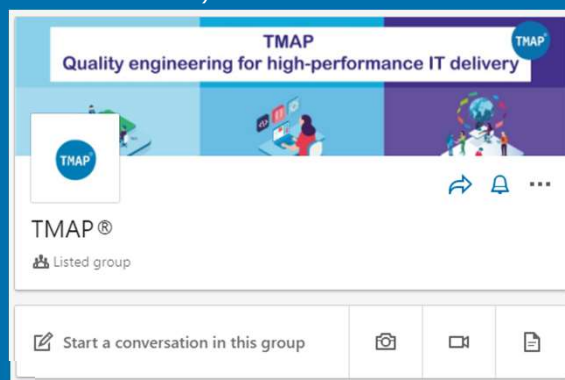 TMAP
Quality engineering for high-performance IT delivery
TMAP
TMAP
TMAP®
Listed group
Start a conversation in this group